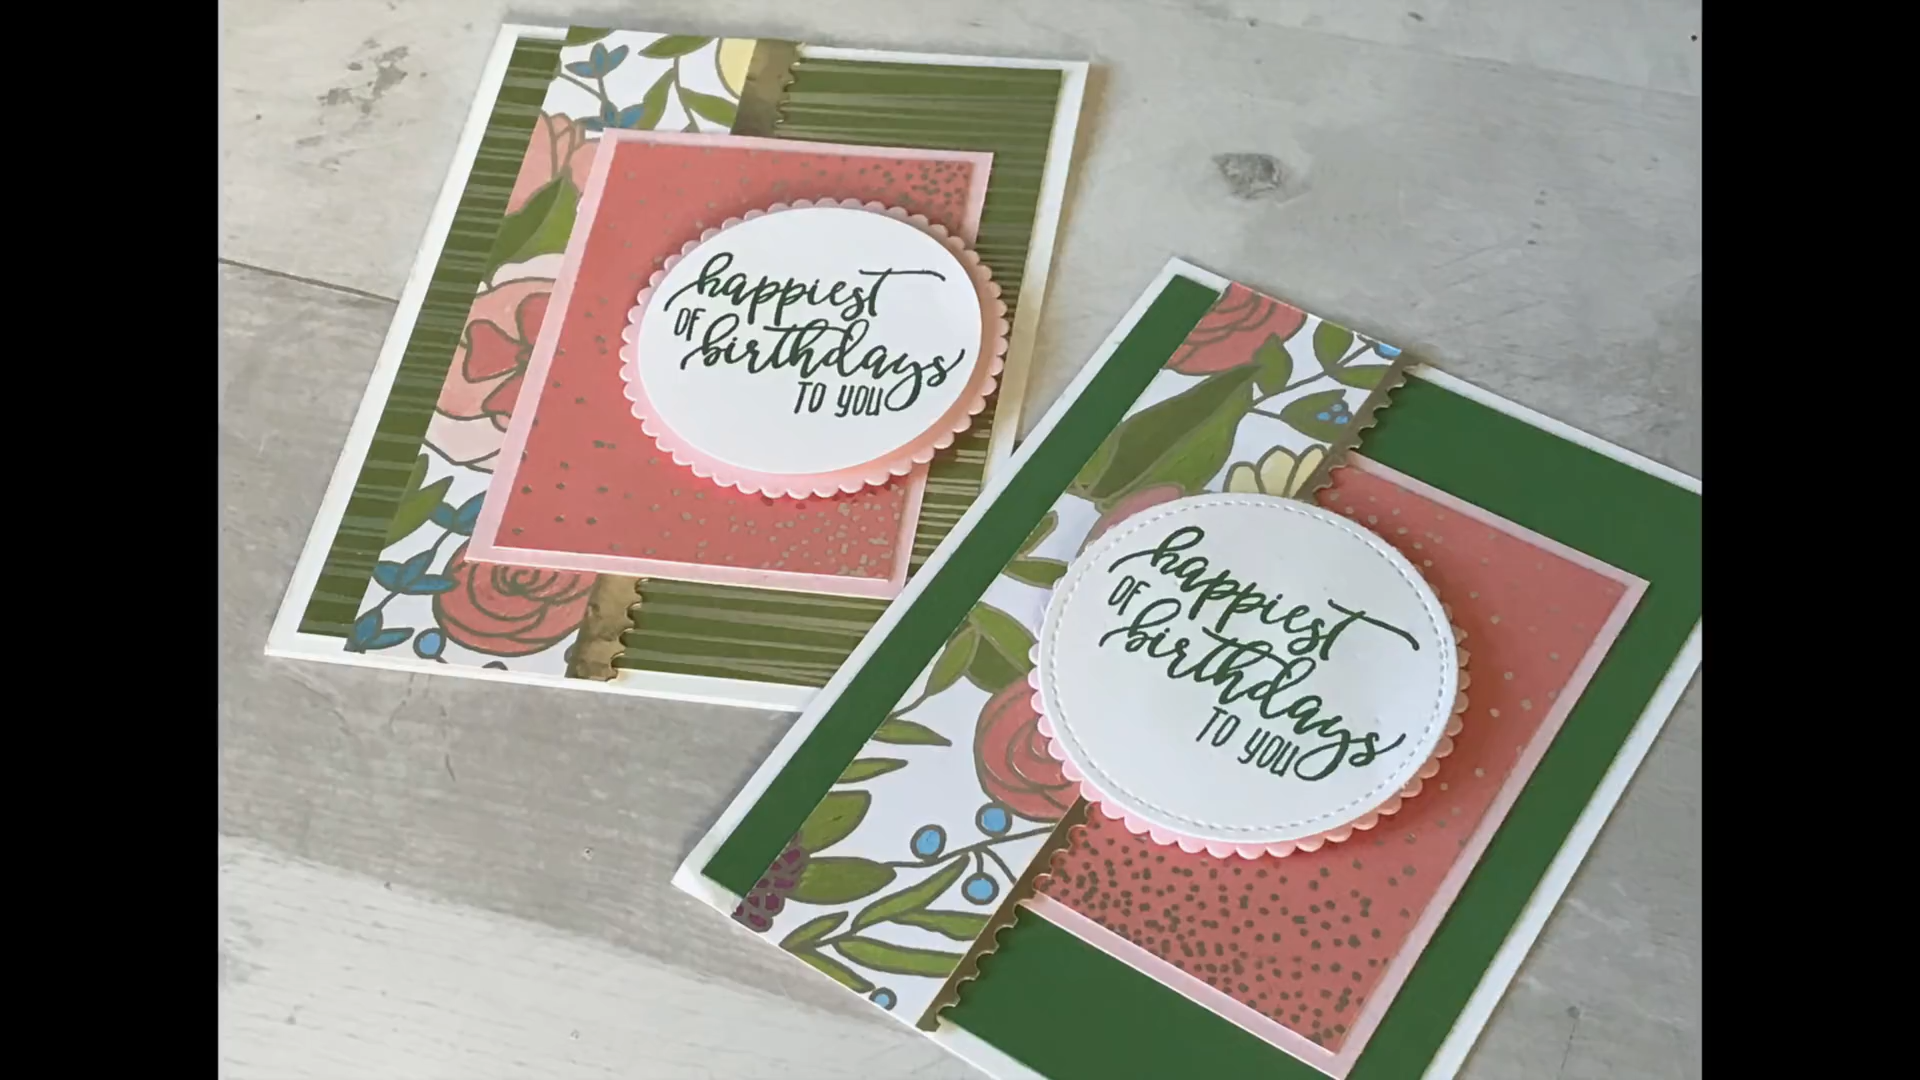 happiest
OF
birthdays
TO YOU
happiest
OF
birthdays
TO YOU